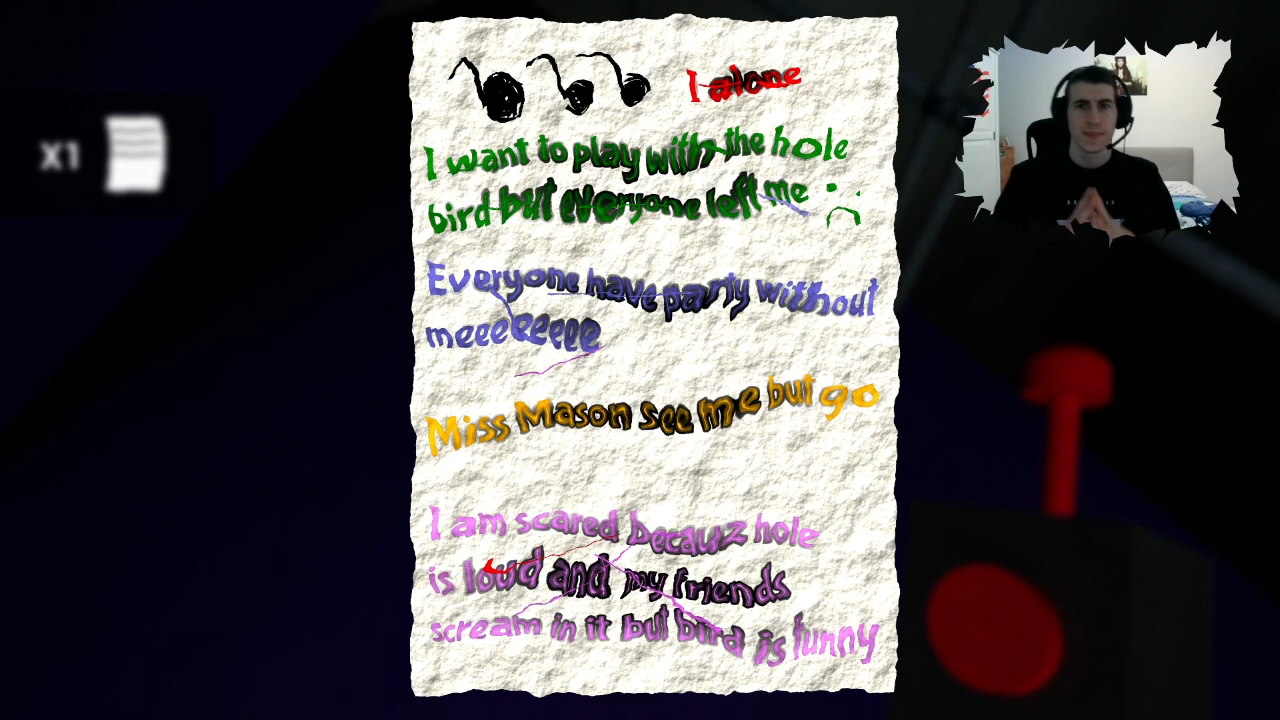 I alone
I want to play with the hole
bird but everyone left me :(
Everyone have party without
meeeeeeee
Miss Mason see me but go
I am scared becauz hole
is loud and my friends
scream in it but bird is funny
X1